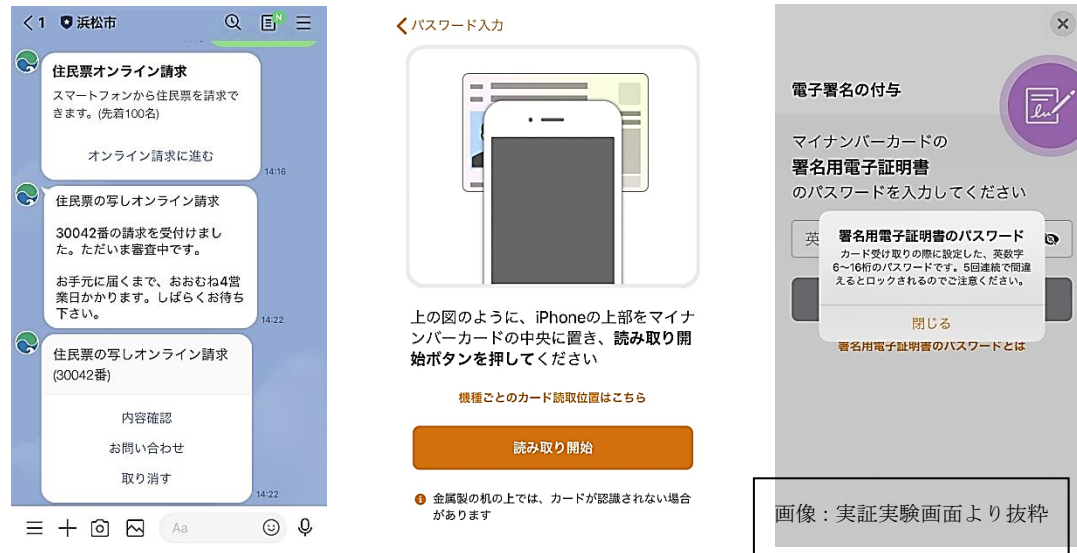 1 浜松市
住民票オンライン請求
スマートフォンから住民票を請求で
きます。(先着100名)
オンライン請求に進む
14:16
住民票の写しオンライン請求
30042番の請求を受付けまし
た。ただいま審査中です。
お手元に届くまで、おおむね4営
業日かかります。しばらくお待ち
下さい。
14:22
住民票の写しオンライン請求
(30042番)
内容確認
お問い合わせ
取り消す
14:22
Aa
パスワード入力
上の図のように、iPhoneの上部をマイナ
ンバーカードの中央に置き、読み取り開
始ボタンを押してください
機種ごとのカード読取位置はこちら
読み取り開始
金属製の机の上では、カードが認識されない場合
があります
電子署名の付与
マイナンバーカードの
署名用電子証明書
のパスワードを入力してください
英
署名用電子証明書のパスワード
カード受け取りの際に設定した、英数字
6~16桁のパスワードです。5回連続で間違
えるとロックされるのでご注意ください。
閉じる
署名用電子証明書のパスワードとは
画像：実証実験画面より抜粋